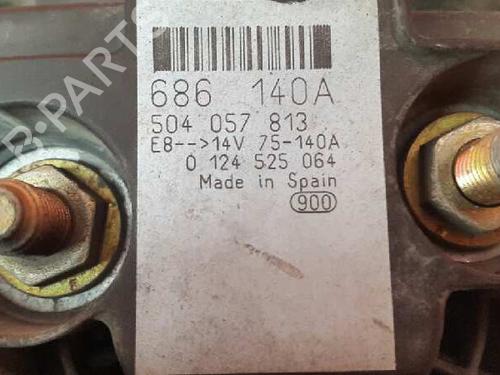 686 140A
504 057 813
E8-->14V 75-140A
0 124 525 064
Made in Spain
900
B-PARTS